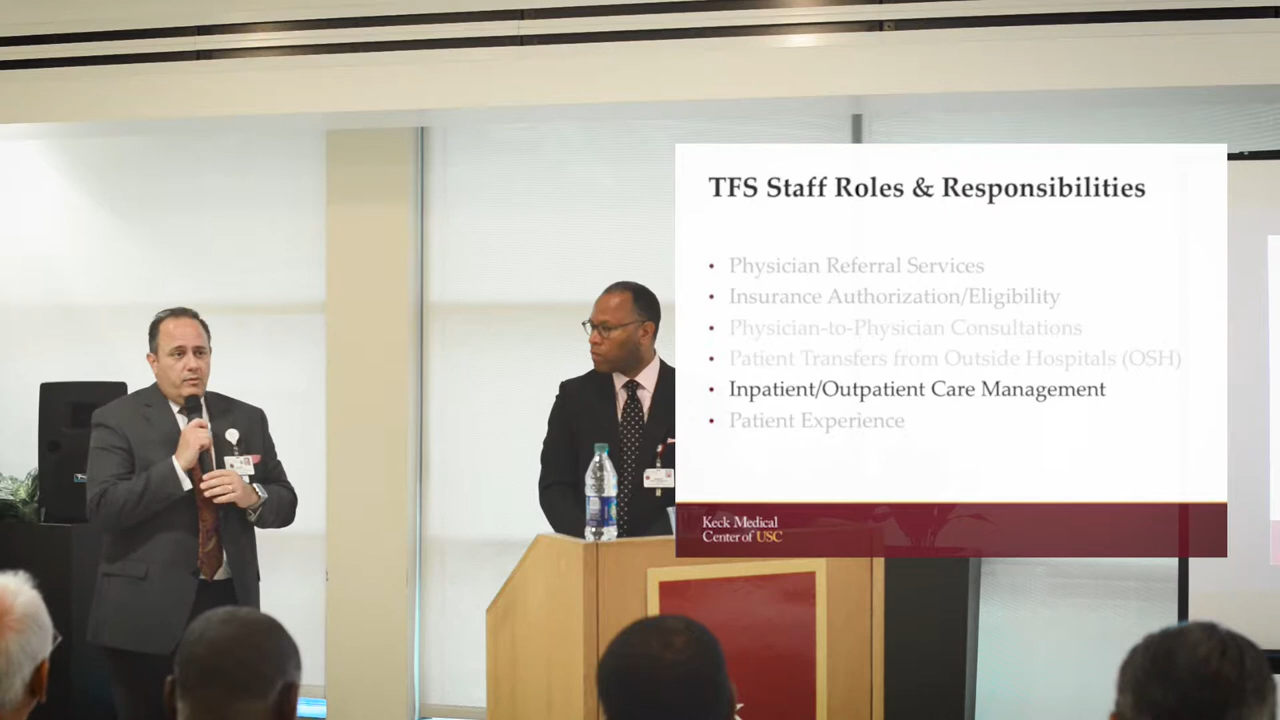 TFS Staff Roles & Responsibilities
• Physician Referral Services
• Insurance Authorization/Eligibility
• Physician-to-Physician Consultations
• Patient Transfers from Outside Hospitals (OSH)
• Inpatient/Outpatient Care Management
• Patient Experience
Keck Medical
Center of USC